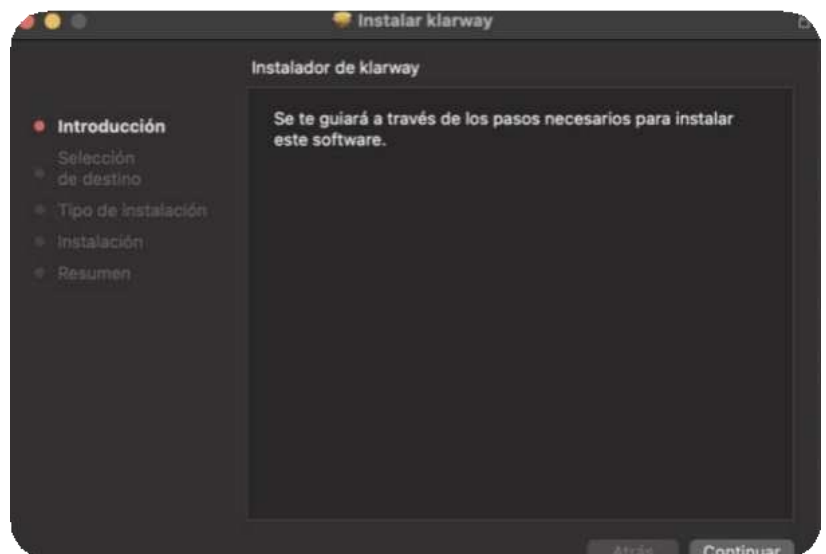 Instalar klarway
Instalador de klarway
Introducción
Selección
de destino
Tipo de instalación
Instalación
Resumen
Se te guiará a través de los pasos necesarios para instalar
este software.
Atrás
Continuar